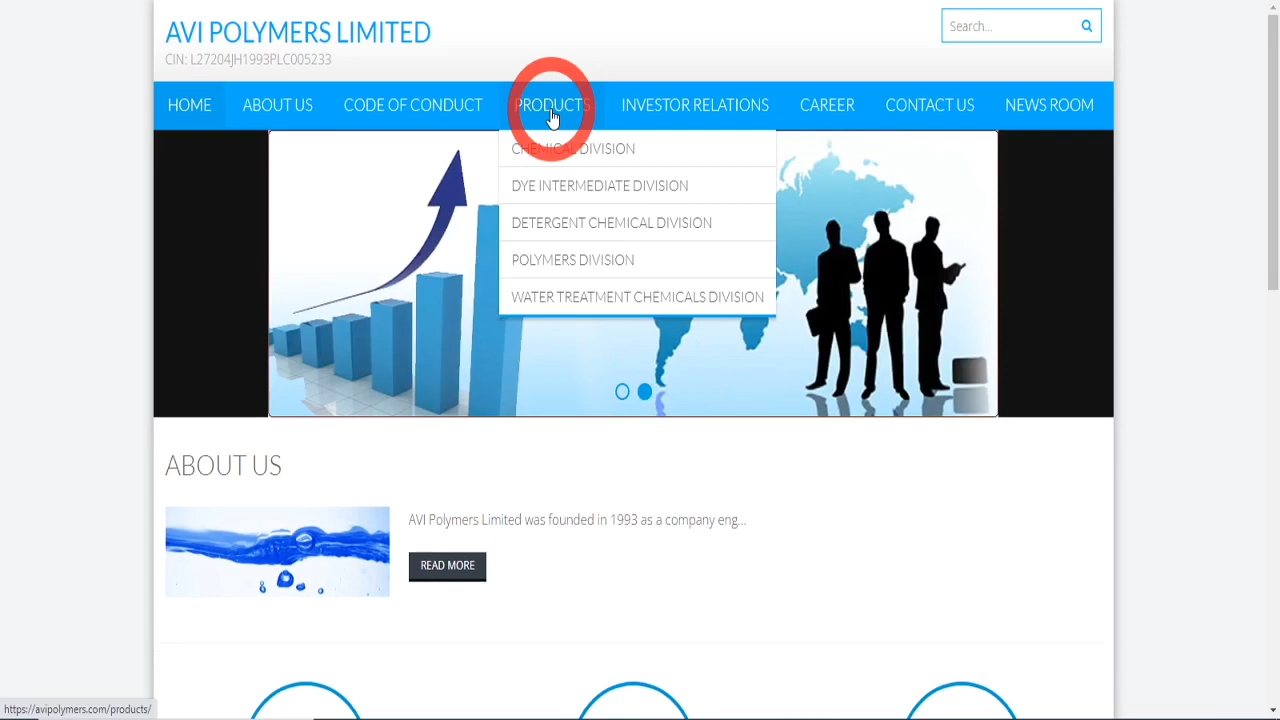 AVI POLYMERS LIMITED
CIN: L27204JH1993PLC005233
Search...
HOME ABOUT US CODE OF CONDUCT PRODUCTS INVESTOR RELATIONS CAREER CONTACT US NEWS ROOM
CHEMICAL DIVISION
DYE INTERMEDIATE DIVISION
DETERGENT CHEMICAL DIVISION
POLYMERS DIVISION
WATER TREATMENT CHEMICALS DIVISION
ABOUT US
AVI Polymers Limited was founded in 1993 as a company eng...
READ MORE
https://avipolymers.com/products/